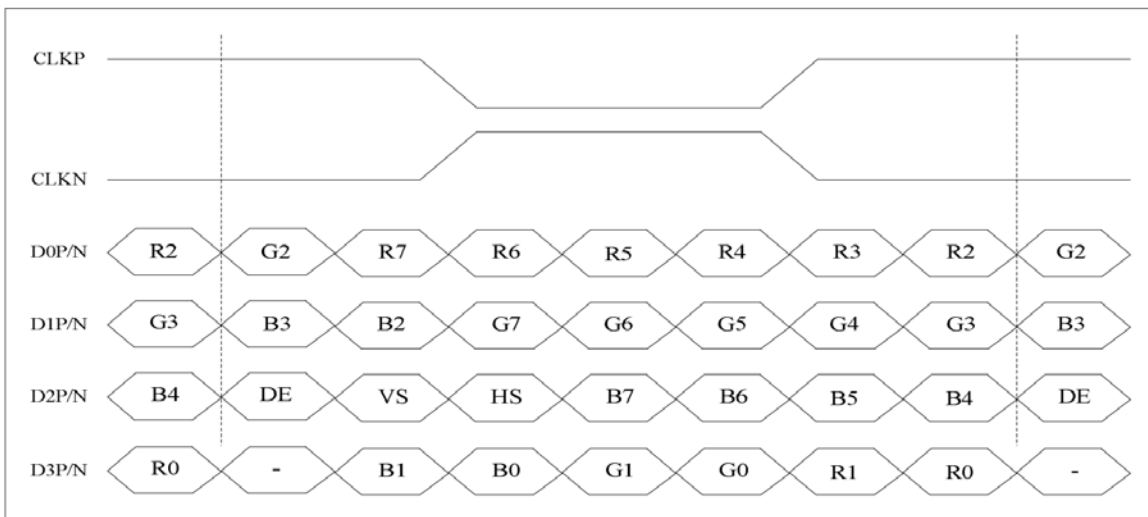 CLKP
CLKN
D0P/N R2 G2 R7 R6 R5 R4 R3 R2 G2
D1P/N G3 B3 B2 G7 G6 G5 G4 G3 B3
D2P/N B4 DE VS HS B7 B6 B5 B4 DE
D3P/N R0 - B1 B0 G1 G0 R1 R0 -